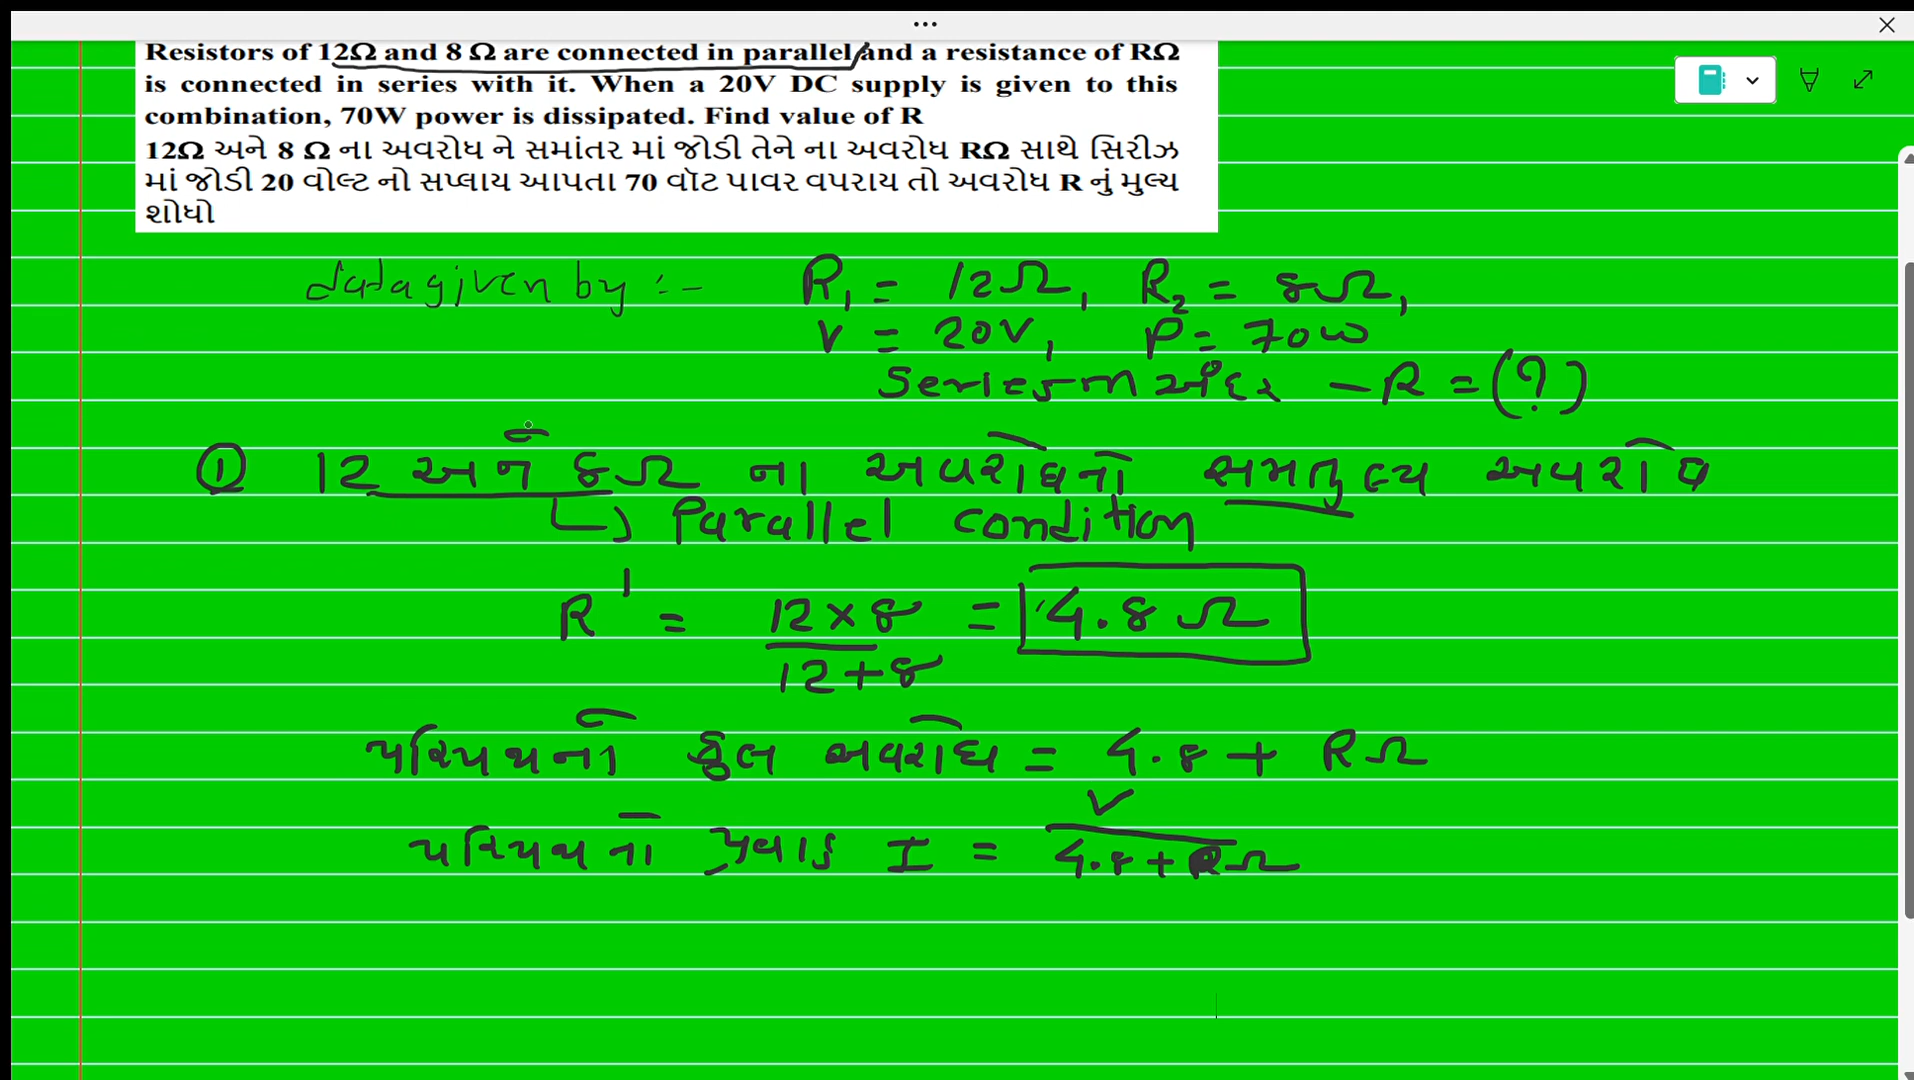 Resistors of 12Ω and 8 Ω are connected in parallel and a resistance of RΩ
is connected in series with it. When a 20V DC supply is given to this
combination, 70W power is dissipated. Find value of R
12Ω અને 8 Ω ના અવરોધ ને સમાંતર માં જોડી તેને ના અવરોધ RΩ સાથે સિરીઝ
માં જોડી 20 વોલ્ટ નો સપ્લાય આપતા 70 વૉટ પાવર વપરાય તો અવરોધ R નું મુલ્ય
શોધો
data given by :- R₁ = 12Ω, R₂ = 8Ω,
V = 20V, P = 70W
Series અંદર - R = (?)
① 12 અને 8Ω ના અવરોધનો સમતુલ્ય અવરોધ
Parallel condition
R' = 12×8 / 12+8 = 4.8 Ω
પરિપથનો કુલ અવરોધ = 4.8 + RΩ
પરિપથનો પ્રવાહ I = V / 4.8+RΩ